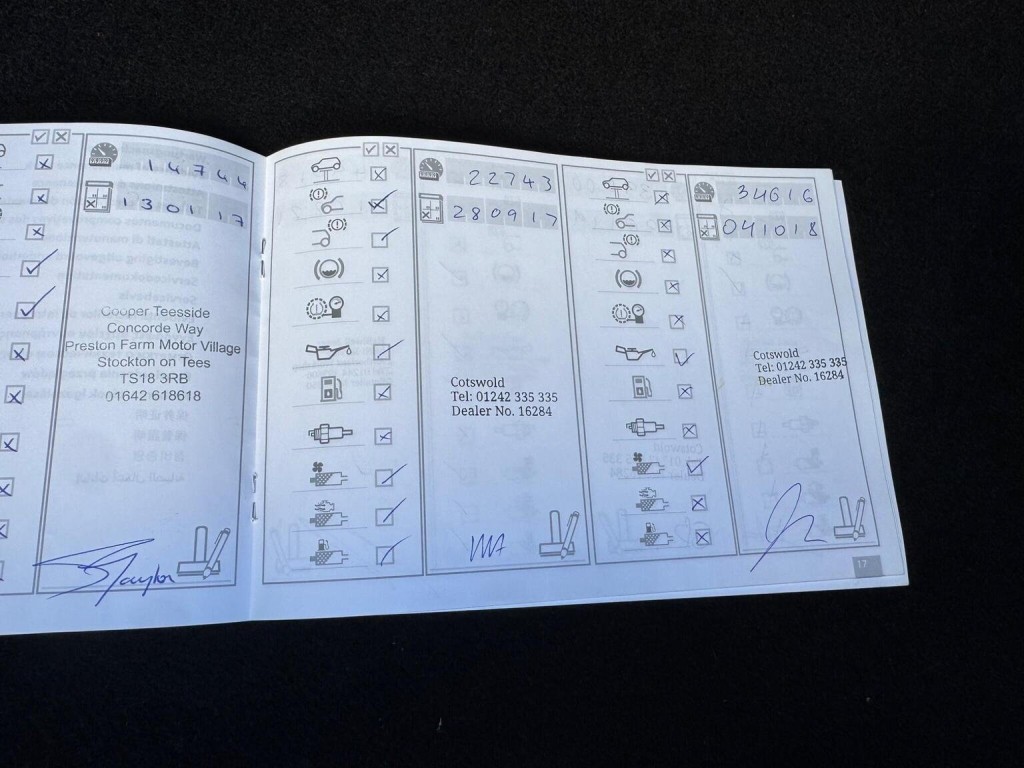 14744
130117
Cooper Teesside
Concorde Way
Preston Farm Motor Village
Stockton on Tees
TS18 3RB
01642 618618
STaylor
22743
280917
Cotswold
Tel: 01242 335 335
Dealer No. 16284
34616
041018
Cotswold
Tel: 01242 335 335
Dealer No. 16284
17